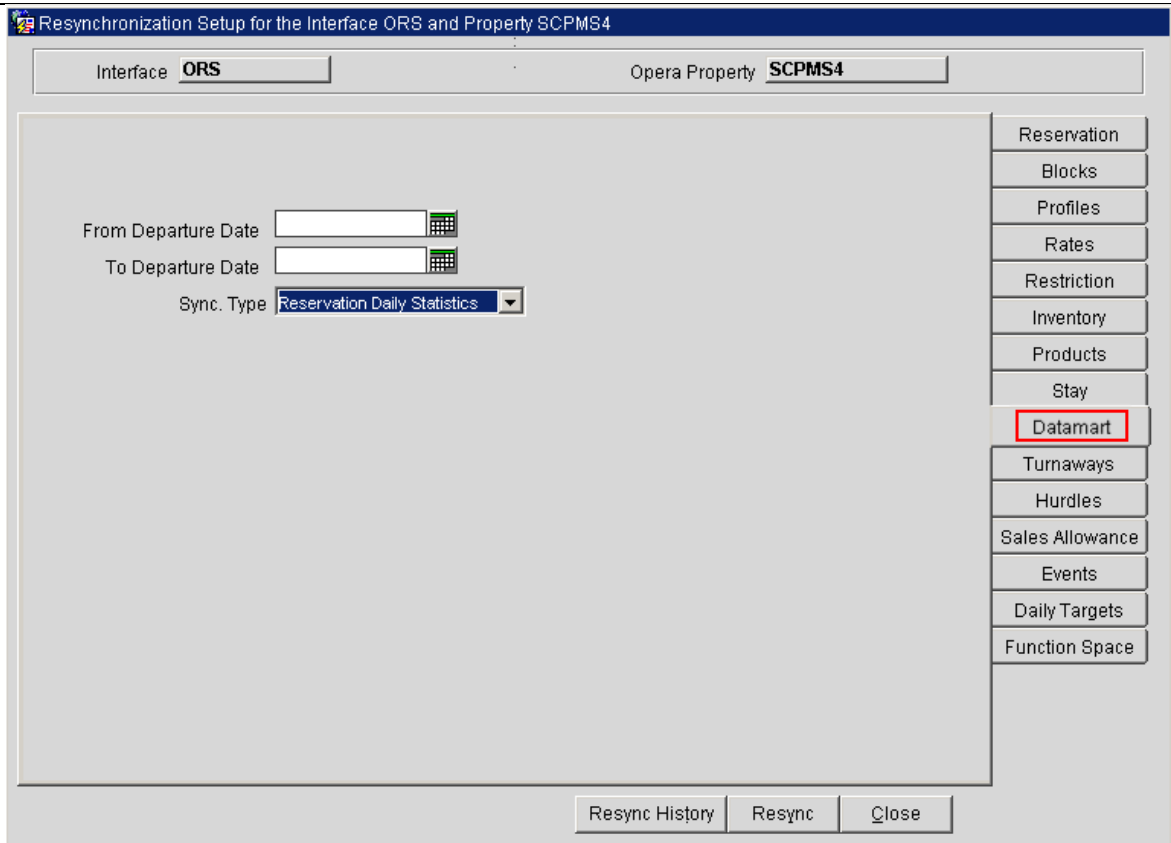 Resynchronization Setup for the Interface ORS and Property SCPMS4
Interface ORS Opera Property SCPMS4
From Departure Date
To Departure Date
Sync. Type Reservation Daily Statistics
Reservation
Blocks
Profiles
Rates
Restriction
Inventory
Products
Stay
Datamart
Turnaways
Hurdles
Sales Allowance
Events
Daily Targets
Function Space
Resync History Resync Close